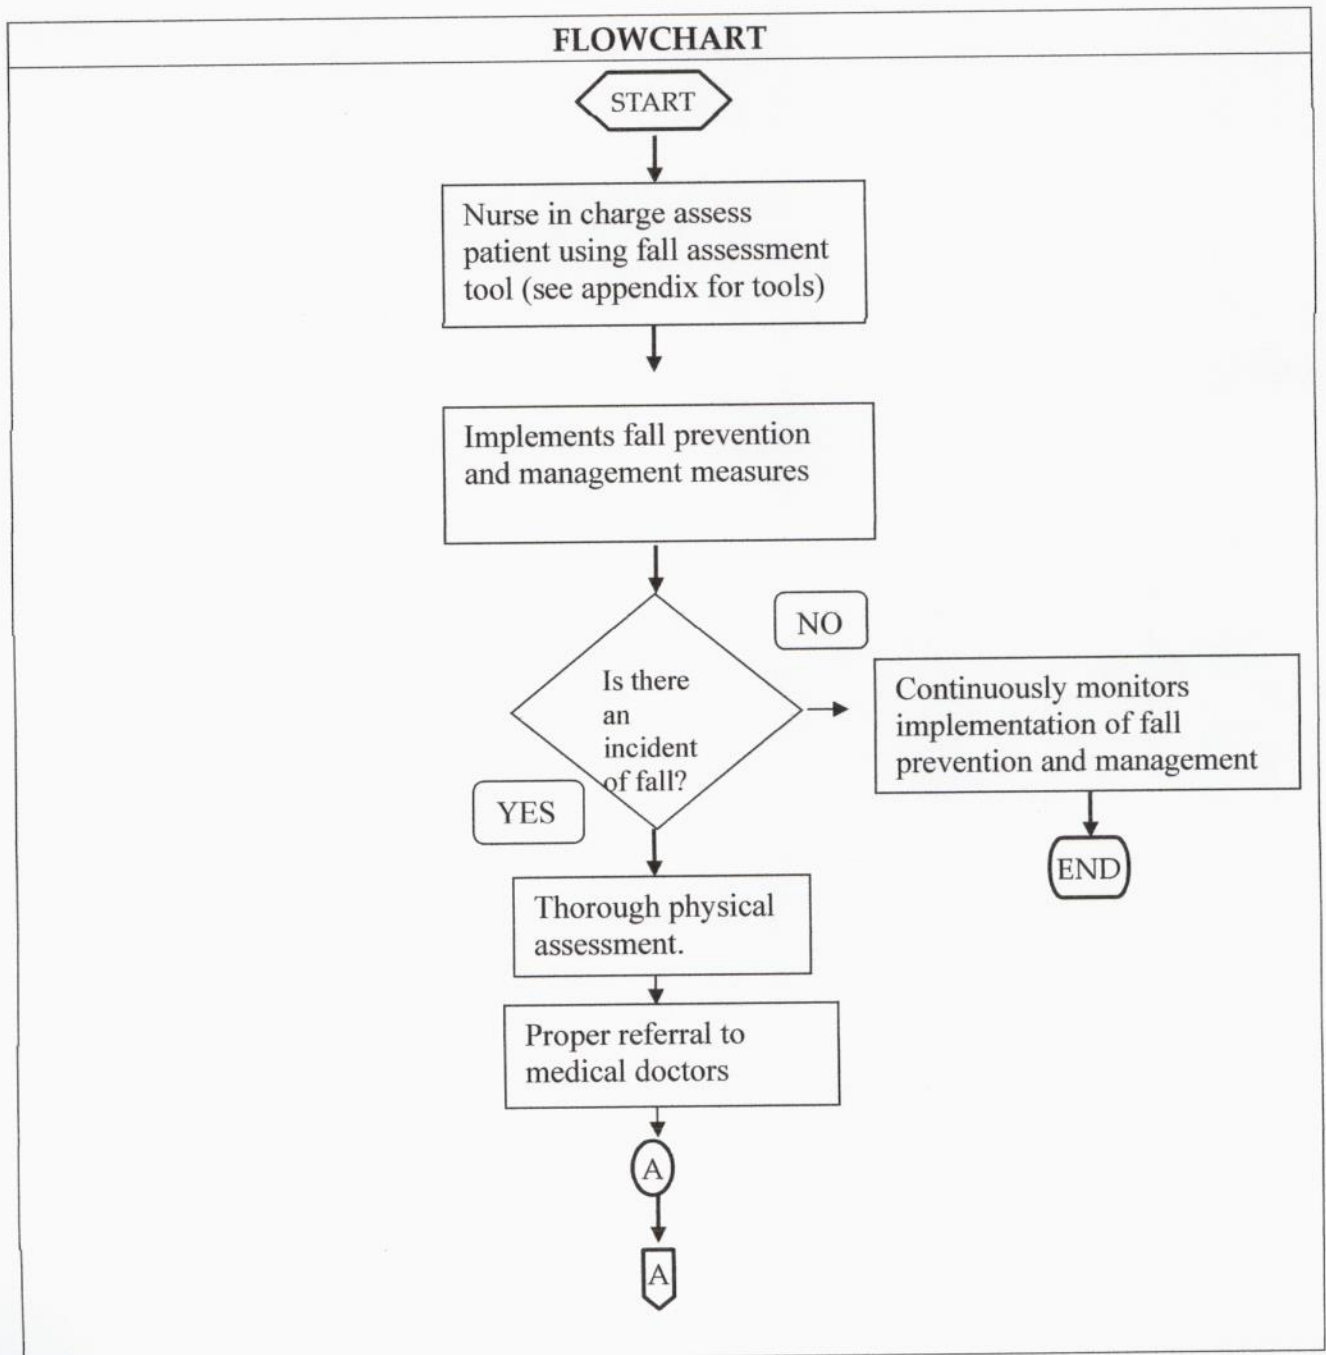 FLOWCHART
START
Nurse in charge assess
patient using fall assessment
tool (see appendix for tools)
Implements fall prevention
and management measures
NO
Is there
an
incident
of fall?
Continuously monitors
implementation of fall
prevention and management
YES
END
Thorough physical
assessment.
Proper referral to
medical doctors
A
A